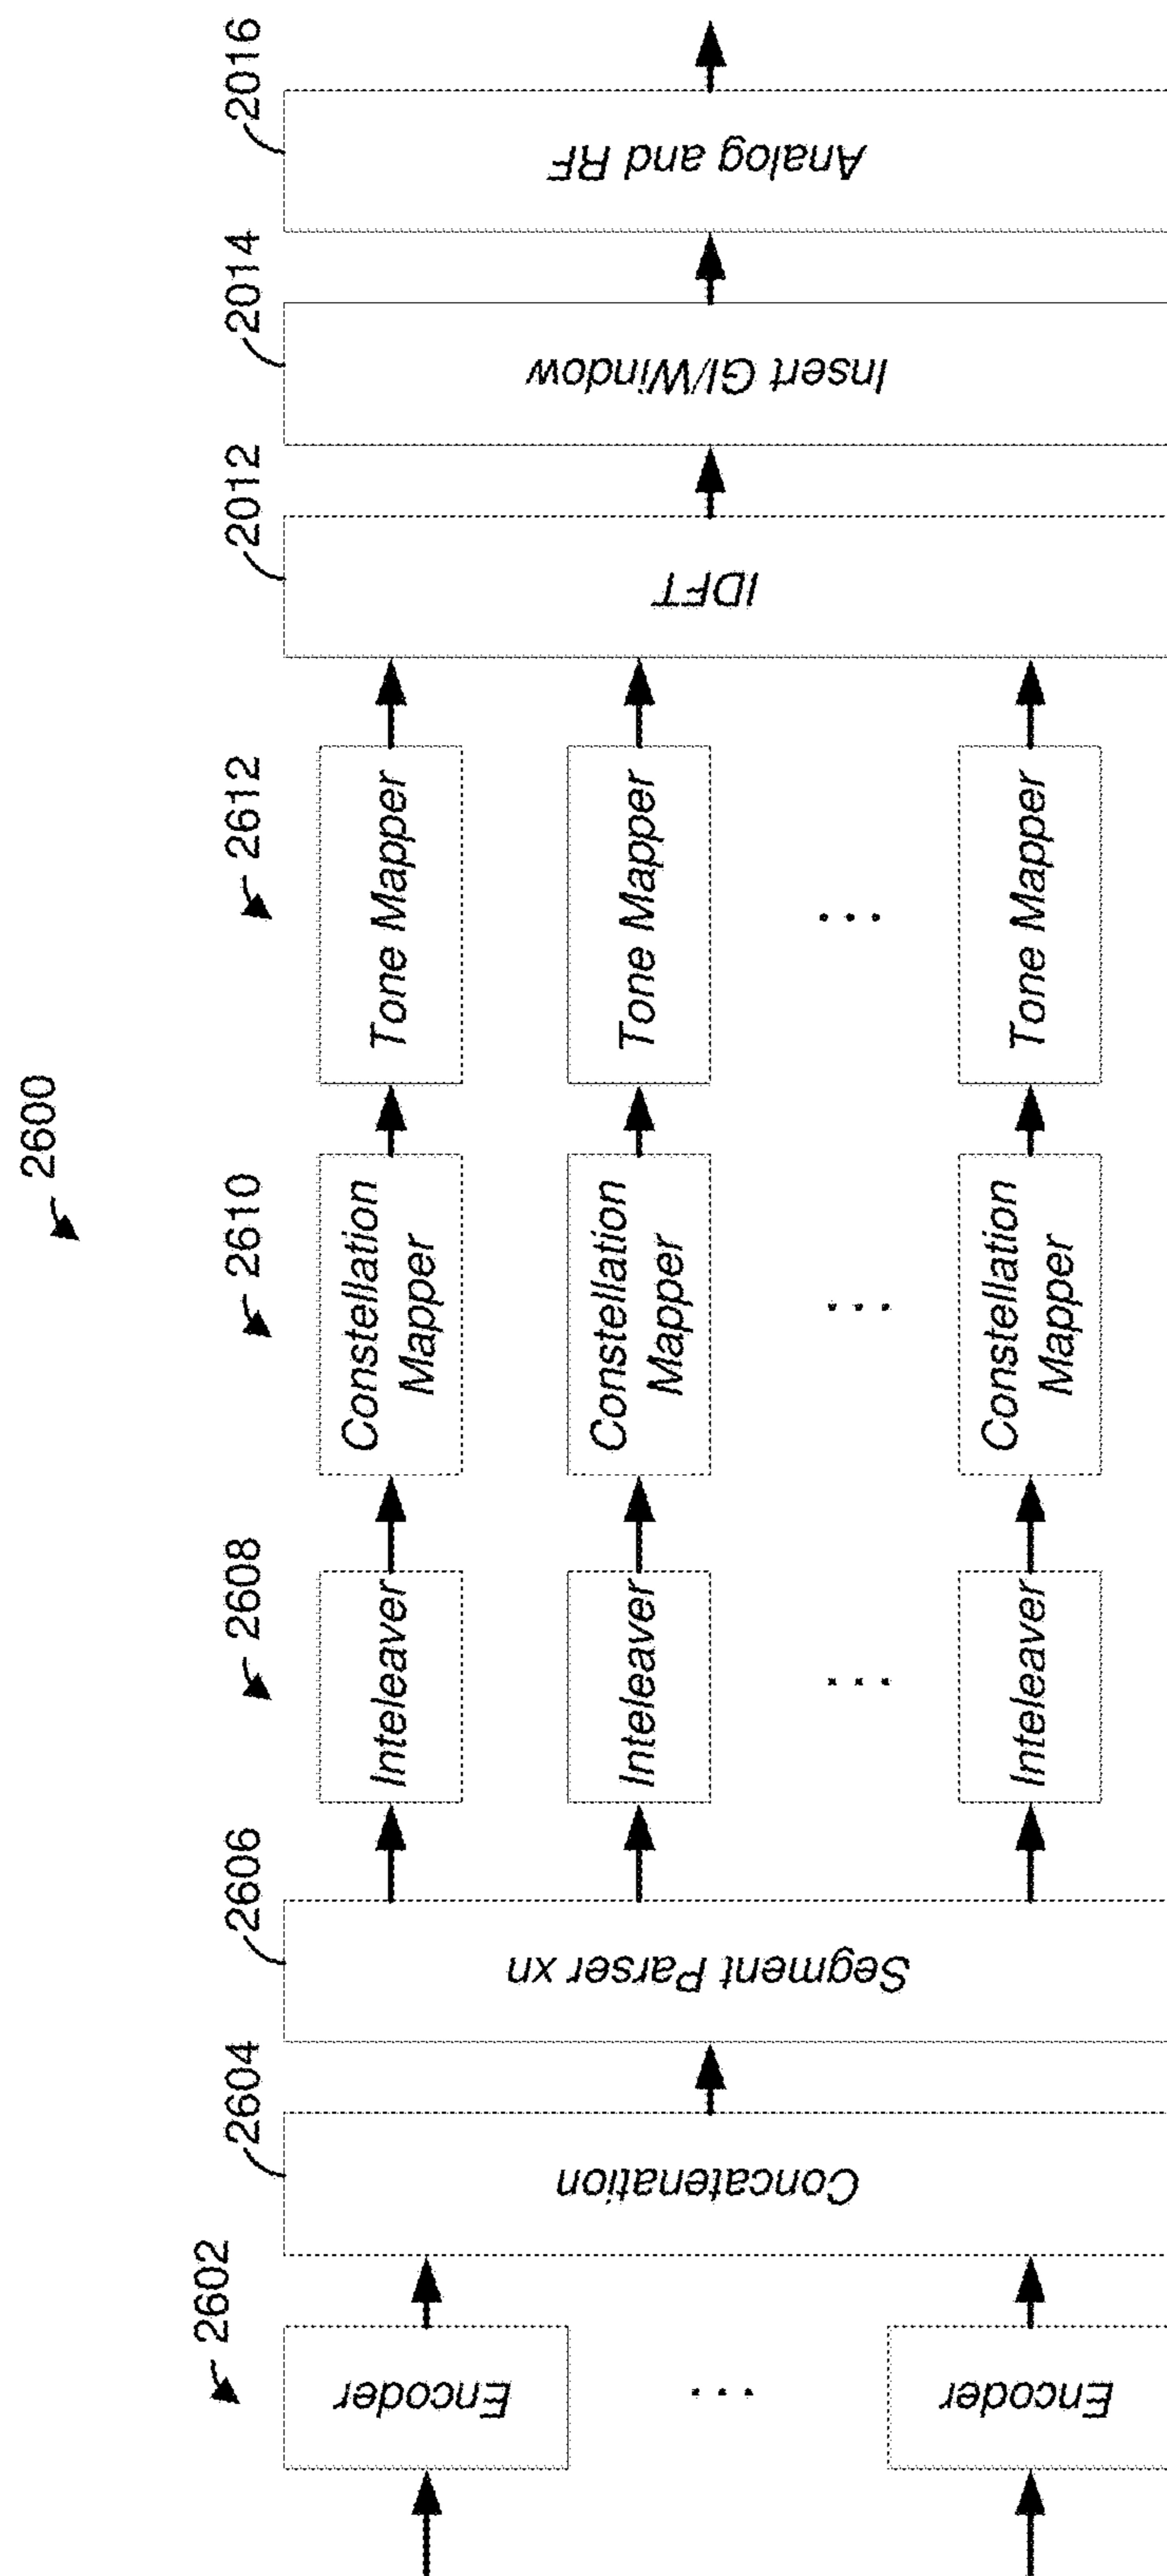 2600
2602
2604
2606
2608
2610
2612
2012
2014
2016
Encoder
...
Encoder
Concatenation
Segment Parser xn
Inteleaver
Inteleaver
...
Inteleaver
Constellation
Mapper
Constellation
Mapper
...
Constellation
Mapper
Tone Mapper
Tone Mapper
...
Tone Mapper
IDFT
Insert GI/Window
Analog and RF